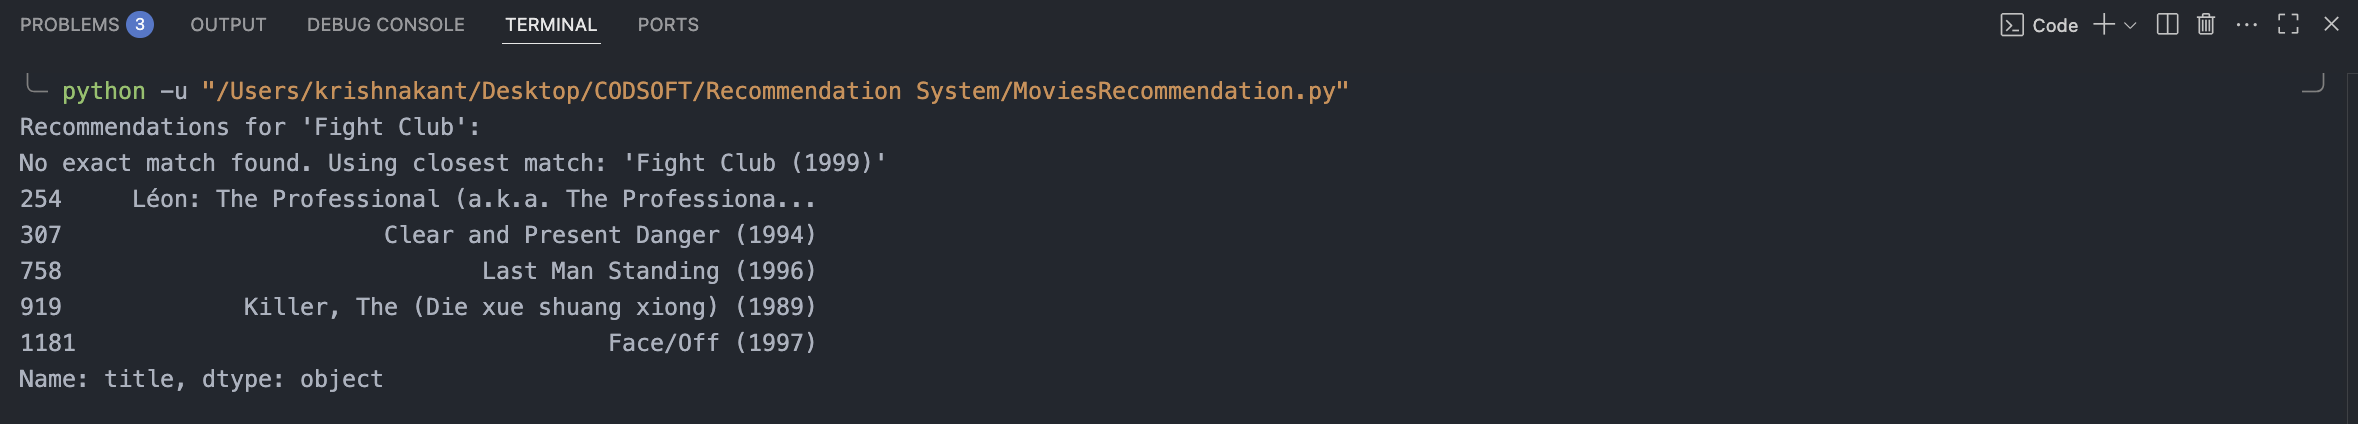 PROBLEMS 3 OUTPUT DEBUG CONSOLE TERMINAL PORTS Code
python -u "/Users/krishnakant/Desktop/CODSOFT/Recommendation System/MoviesRecommendation.py"
Recommendations for 'Fight Club':
No exact match found. Using closest match: 'Fight Club (1999)'
254 Léon: The Professional (a.k.a. The Professiona...
307 Clear and Present Danger (1994)
758 Last Man Standing (1996)
919 Killer, The (Die xue shuang xiong) (1989)
1181 Face/Off (1997)
Name: title, dtype: object